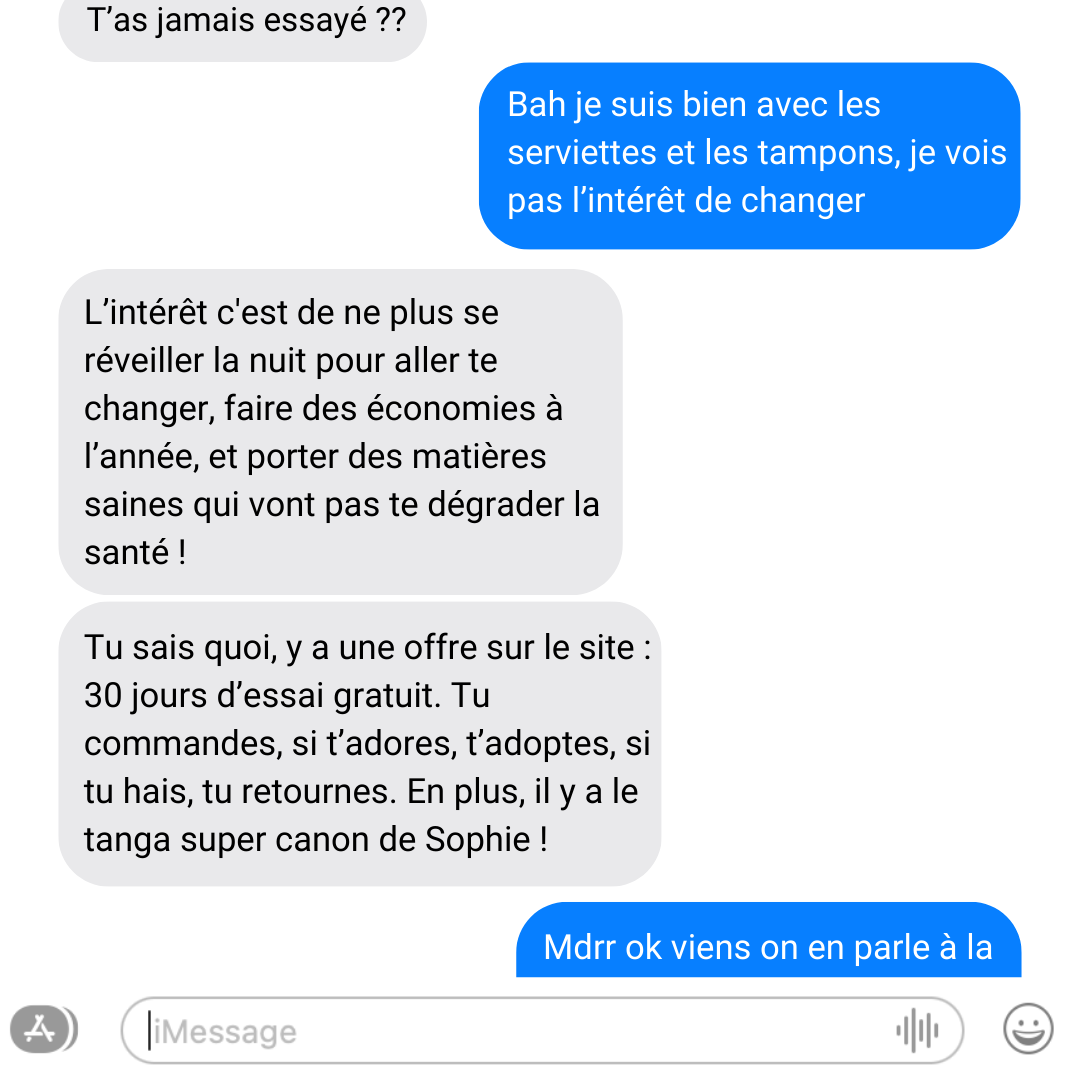 T’as jamais essayé ??
Bah je suis bien avec les
serviettes et les tampons, je vois
pas l’intérêt de changer
L’intérêt c'est de ne plus se
réveiller la nuit pour aller te
changer, faire des économies à
l’année, et porter des matières
saines qui vont pas te dégrader la
santé !
Tu sais quoi, y a une offre sur le site :
30 jours d’essai gratuit. Tu
commandes, si t’adores, t’adoptes, si
tu hais, tu retournes. En plus, il y a le
tanga super canon de Sophie !
Mdrr ok viens on en parle à la
iMessage